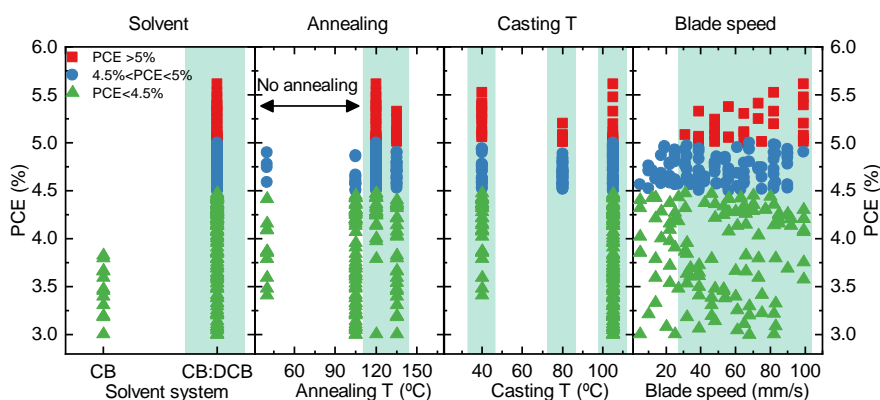 Solvent Annealing Casting T Blade speed
6.0
5.5
5.0
4.5
4.0
3.5
3.0
PCE (%)
PCE >5%
4.5%<PCE<5%
PCE<4.5%
No annealing
6.0
5.5
5.0
4.5
4.0
3.5
3.0
PCE (%)
CB CB:DCB 60 90 120 150 40 60 80 100 20 40 60 80 100
Solvent system Annealing T (ºC) Casting T (ºC) Blade speed (mm/s)